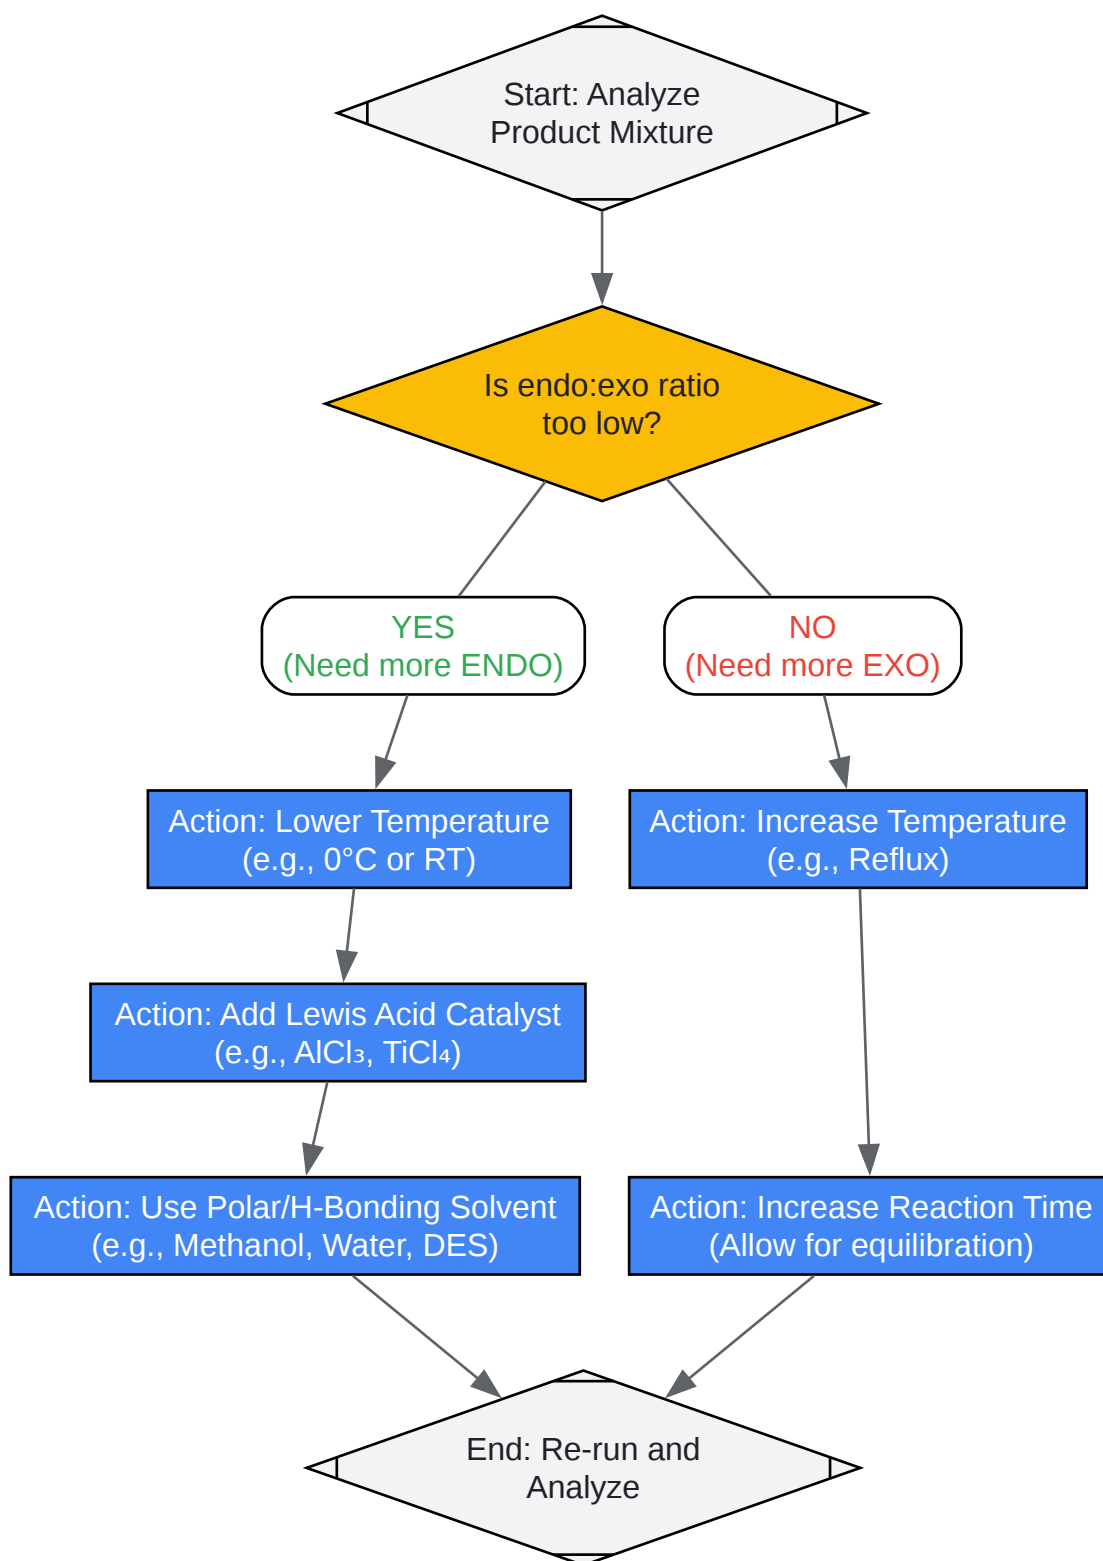 Start: Analyze
Product Mixture
Is endo:exo ratio
too low?
YES
(Need more ENDO)
NO
(Need more EXO)
Action: Lower Temperature
(e.g., 0°C or RT)
Action: Increase Temperature
(e.g., Reflux)
Action: Add Lewis Acid Catalyst
(e.g., AlCl₃, TiCl₄)
Action: Use Polar/H-Bonding Solvent
(e.g., Methanol, Water, DES)
Action: Increase Reaction Time
(Allow for equilibration)
End: Re-run and
Analyze